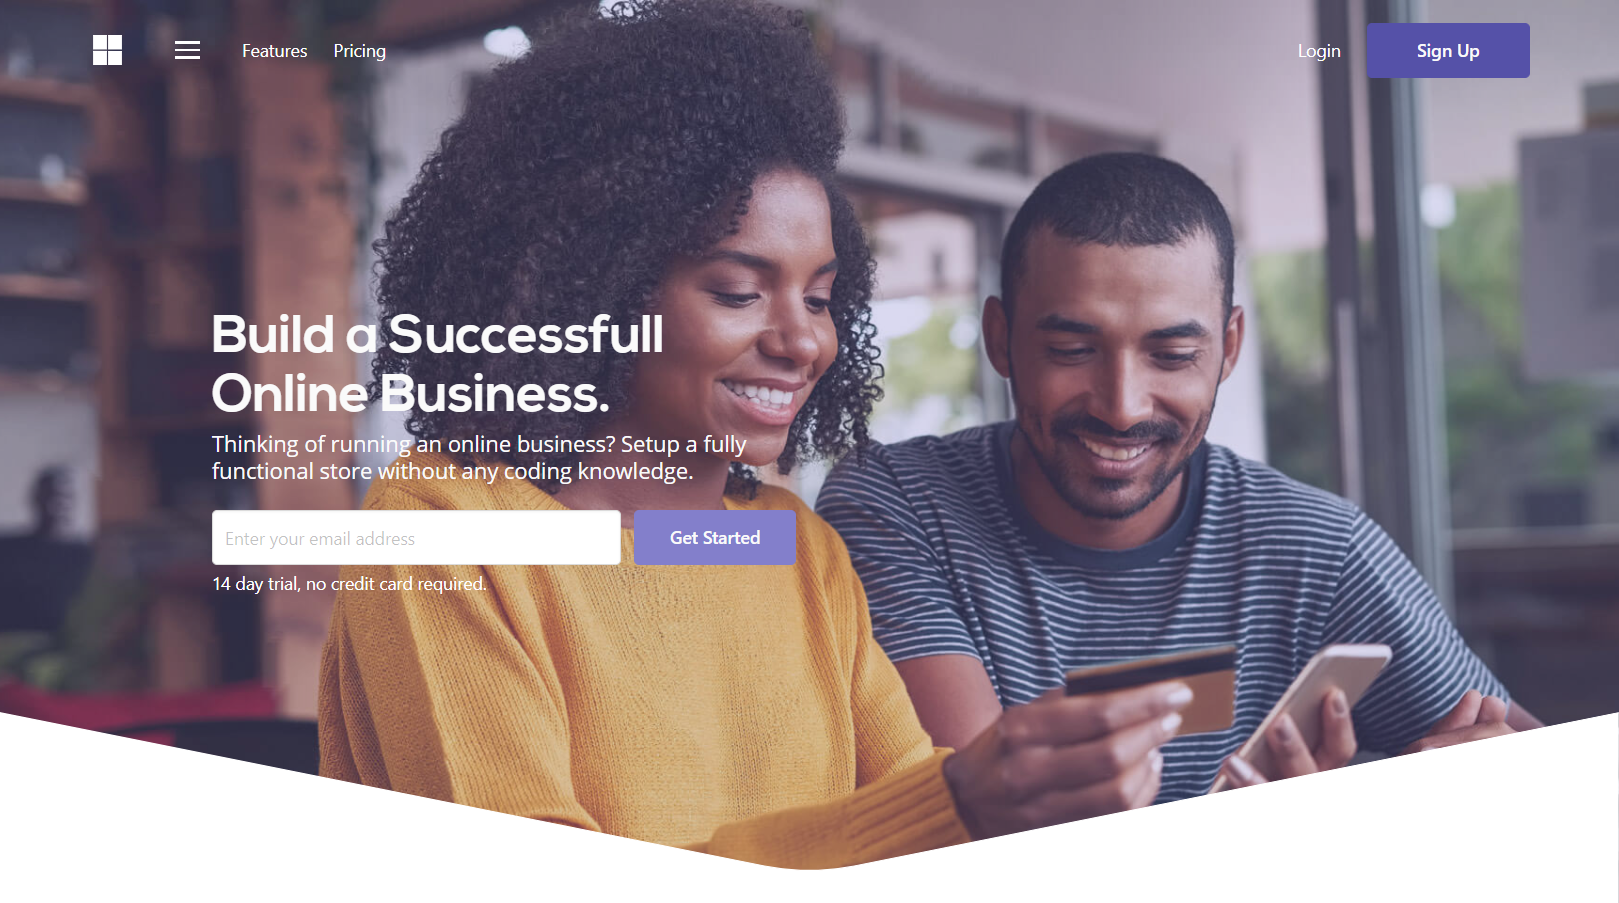 Features
Pricing
Login
Sign Up
Build a Successfull
Online Business.
Thinking of running an online business? Setup a fully
functional store without any coding knowledge.
Enter your email address
Get Started
14 day trial, no credit card required.